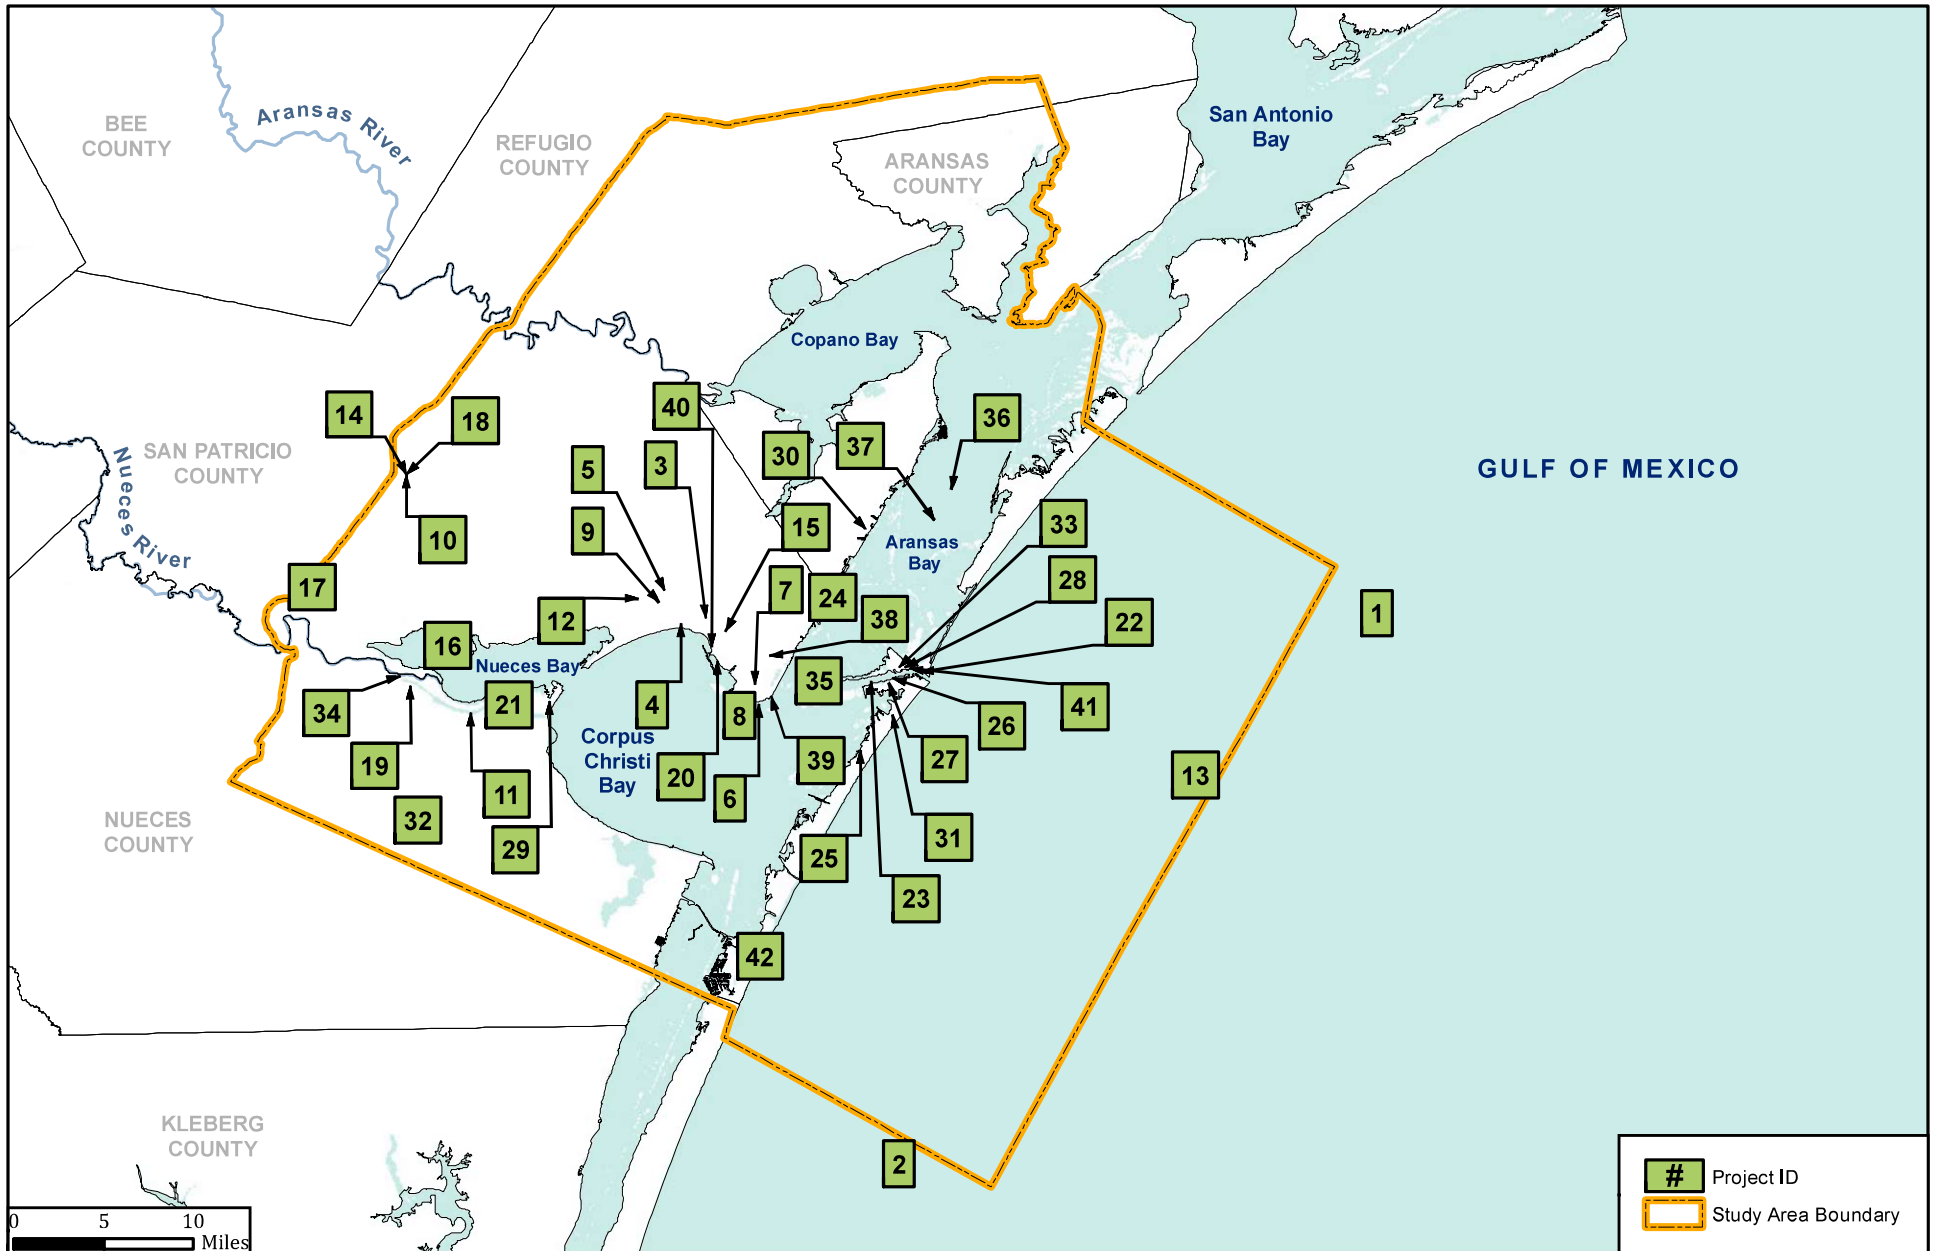 San Antonio
Bay
Aransas River
BEE
COUNTY
REFUGIO
COUNTY
ARANSAS
COUNTY
Copano Bay
14
18
40
36
30
37
5
3
SAN PATRICIO
COUNTY
Nueces River
GULF OF MEXICO
10
9
15
33
Aransas
Bay
28
17
12
7
24
38
22
1
16
Nueces Bay
34
21
4
8
35
26
41
Corpus
Christi
Bay
19
11
20
6
39
27
13
32
29
25
31
23
NUECES
COUNTY
42
KLEBERG
COUNTY
2
# Project ID
Study Area Boundary
0 5 10
Miles